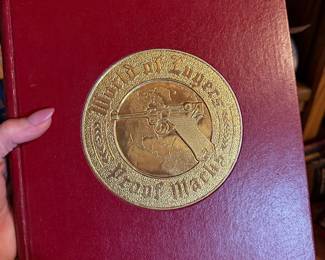 World of Lugers
Proof Marks